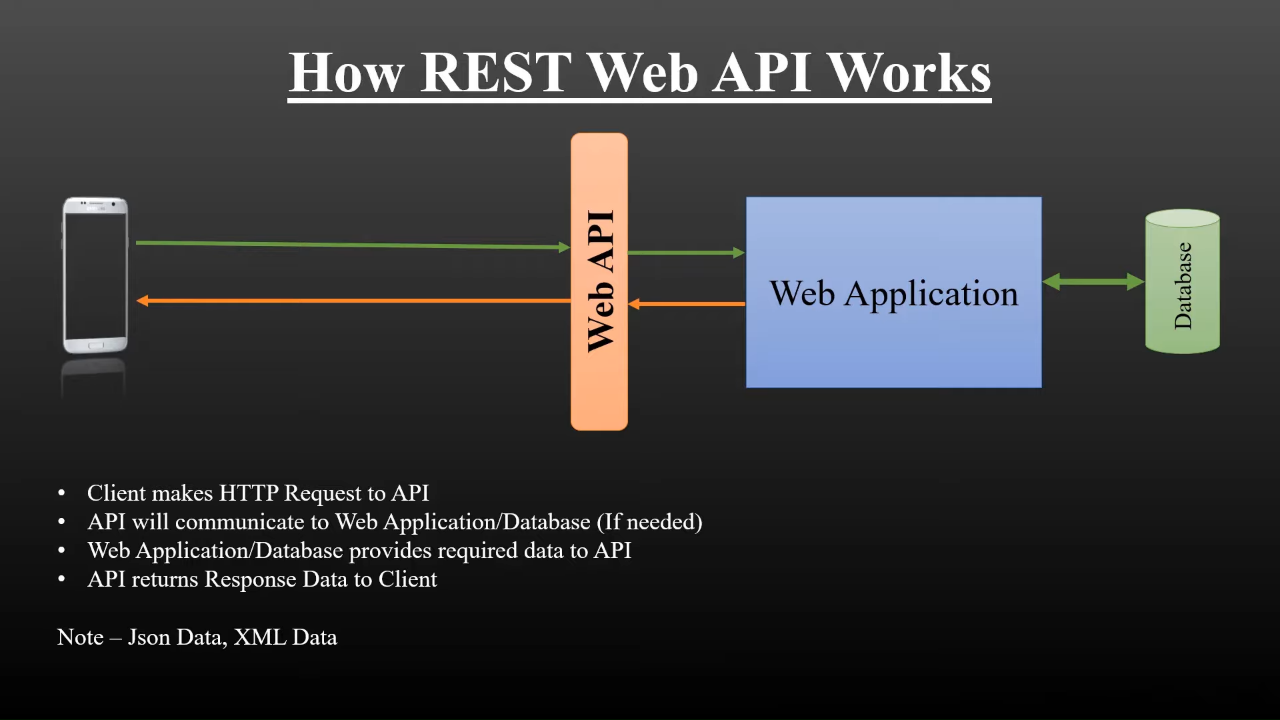 How REST Web API Works
Web API
Web Application
Database
• Client makes HTTP Request to API
• API will communicate to Web Application/Database (If needed)
• Web Application/Database provides required data to API
• API returns Response Data to Client
Note – Json Data, XML Data